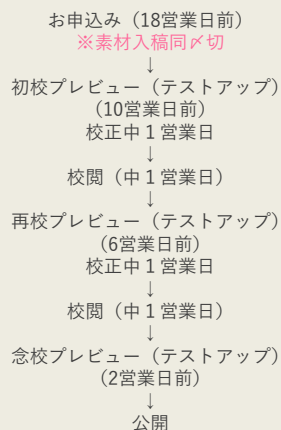 お申込み（18営業日前）
※素材入稿同〆切
↓
初校プレビュー（テストアップ）
（10営業日前）
校正中１営業日
↓
校閲（中１営業日）
↓
再校プレビュー（テストアップ）
（6営業日前）
校正中１営業日
↓
校閲（中１営業日）
↓
念校プレビュー（テストアップ）
（2営業日前）
↓
公開